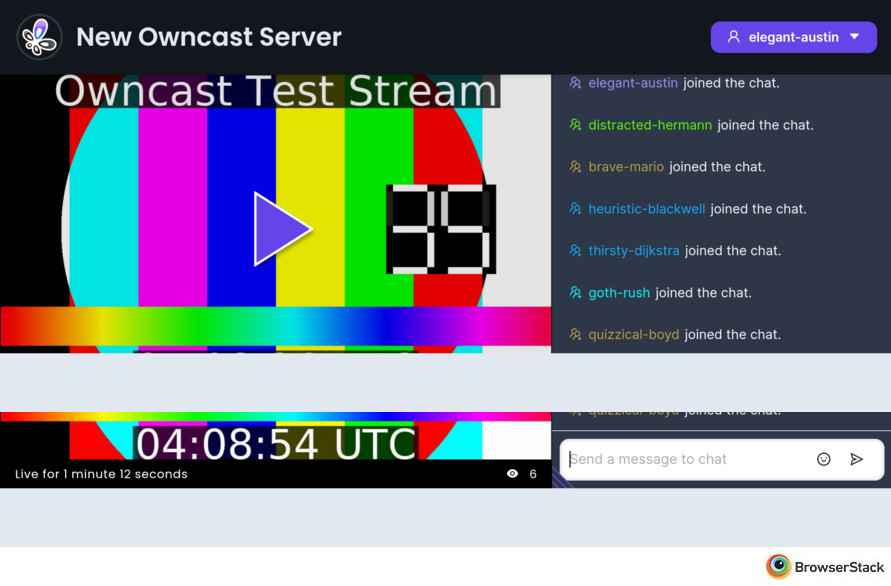 New Owncast Server
elegant-austin
Owncast Test Stream
elegant-austin joined the chat.
distracted-hermann joined the chat.
brave-mario joined the chat.
heuristic-blackwell joined the chat.
thirsty-dijkstra joined the chat.
goth-rush joined the chat.
quizzical-boyd joined the chat.
quizzical-boyd joined the chat.
04:08:54 UTC
Live for 1 minute 12 seconds
6
Send a message to chat
BrowserStack